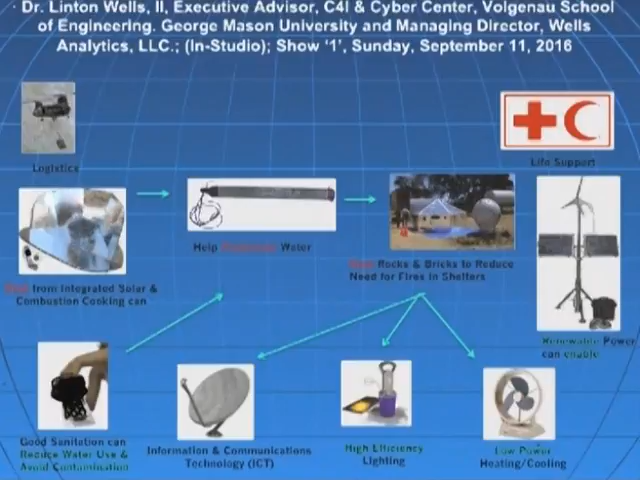 Dr. Linton Wells, II, Executive Advisor, C4I & Cyber Center, Volgenau School
of Engineering. George Mason University and Managing Director, Wells
Analytics, LLC.; (In-Studio); Show '1', Sunday, September 11, 2016
Logistics
Life Support
Help Water
from Integrated Solar &
Combustion Cooking can
Rocks & Bricks to Reduce
Need for Fires in Shelters
Renewable Power
can enable
Good Sanitation can
Reduce Water Use &
Avoid Contamination
Information & Communications
Technology (ICT)
High Efficiency
Lighting
Low Power
Heating/Cooling